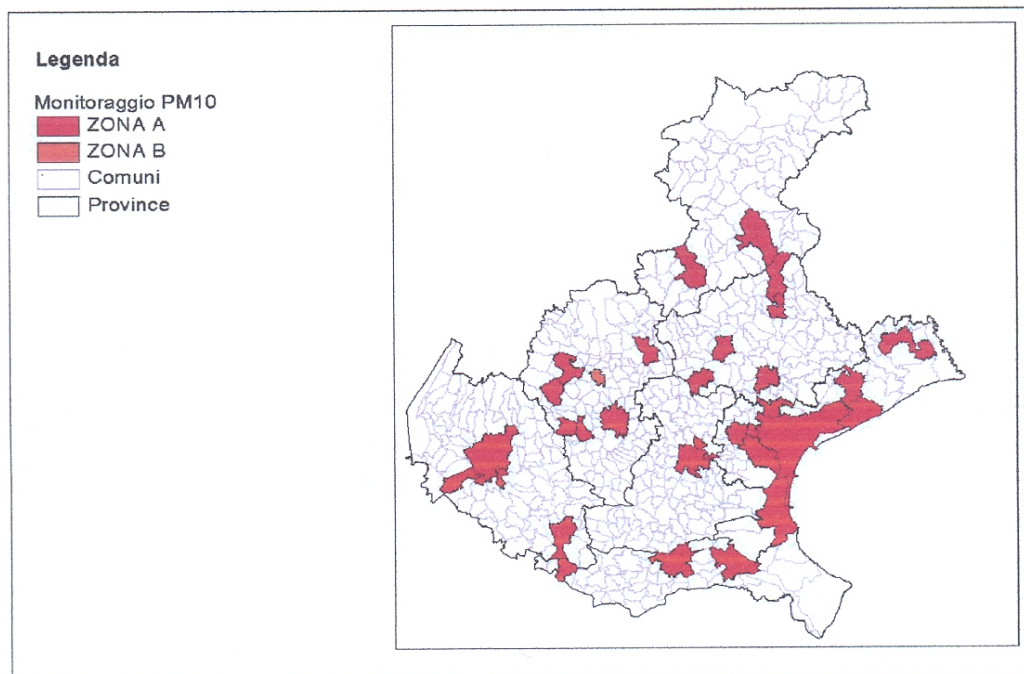 Legenda
Monitoraggio PM10
ZONA A
ZONA B
Comuni
Province